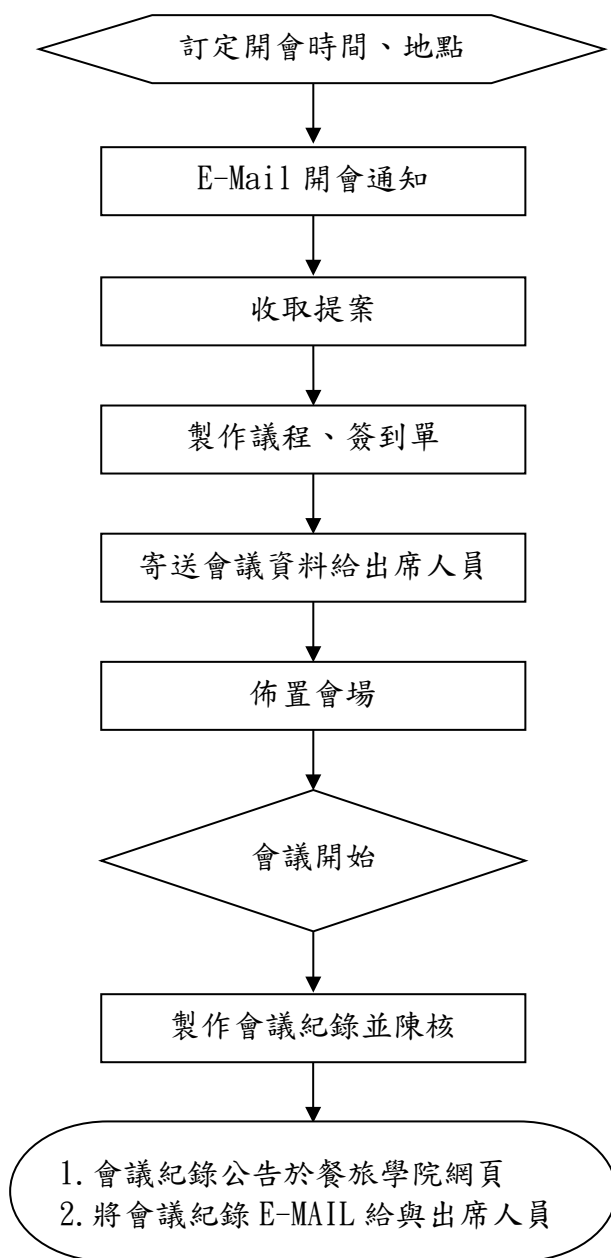 訂定開會時間、地點
E-Mail 開會通知
收取提案
製作議程、簽到單
寄送會議資料給出席人員
佈置會場
會議開始
製作會議紀錄並陳核
1. 會議紀錄公告於餐旅學院網頁
2. 將會議紀錄 E-MAIL 給與出席人員